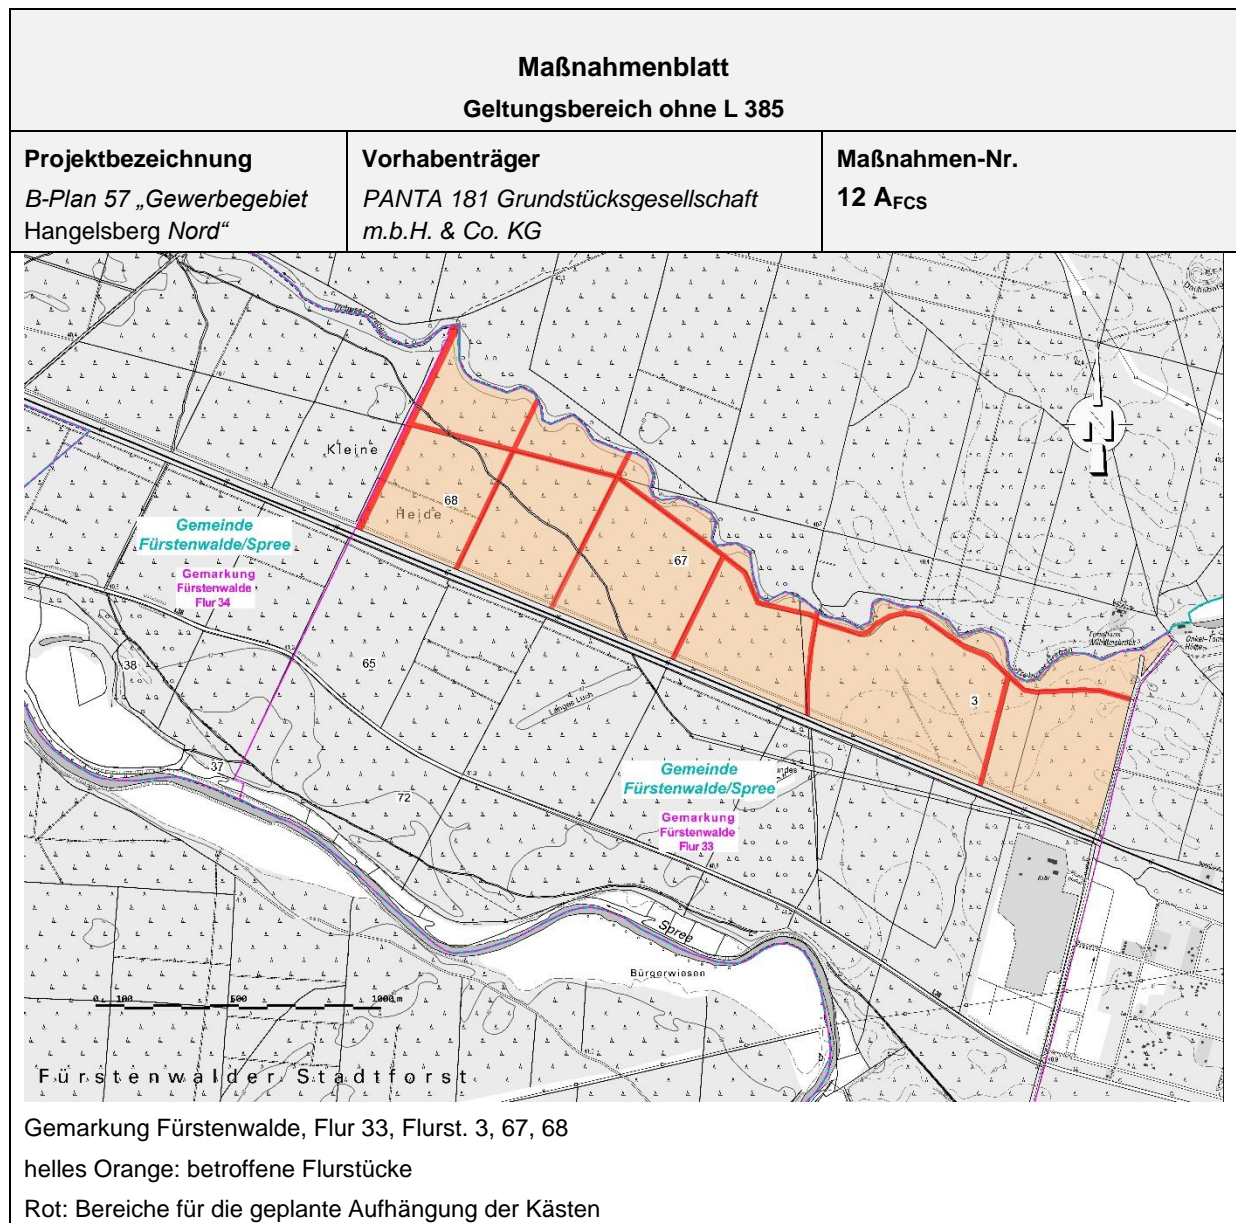 Maßnahmenblatt
Geltungsbereich ohne L 385
Projektbezeichnung
B-Plan 57 „Gewerbegebiet
Hangelsberg Nord“
Vorhabenträger
PANTA 181 Grundstücksgesellschaft
m.b.H. & Co. KG
Maßnahmen-Nr.
12 AFCS
Kleine
Heide
68
67
3
N
Gemeinde
Fürstenwalde/Spree
Gemarkung
Fürstenwalde
Flur 34
38
65
Langes Luch
37
72
Gemeinde
Fürstenwalde/Spree
Gemarkung
Fürstenwalde
Flur 33
Spree
Bürgerwiesen
0 100 500 1000 m
Fürstenwalder Stadtforst
Gemarkung Fürstenwalde, Flur 33, Flurst. 3, 67, 68
helles Orange: betroffene Flurstücke
Rot: Bereiche für die geplante Aufhängung der Kästen